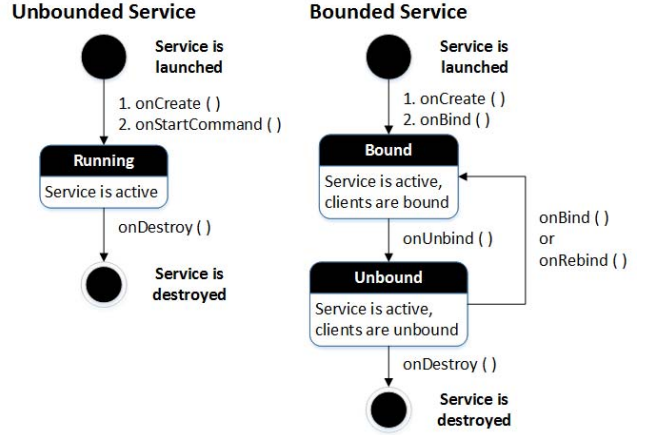 Unbounded Service
Service is
launched
1. onCreate ( )
2. onStartCommand ( )
Running
Service is active
onDestroy ( )
Service is
destroyed
Bounded Service
Service is
launched
1. onCreate ( )
2. onBind ( )
Bound
Service is active,
clients are bound
onUnbind ( )
onBind ( )
or
onRebind ( )
Unbound
Service is active,
clients are unbound
onDestroy ( )
Service is
destroyed